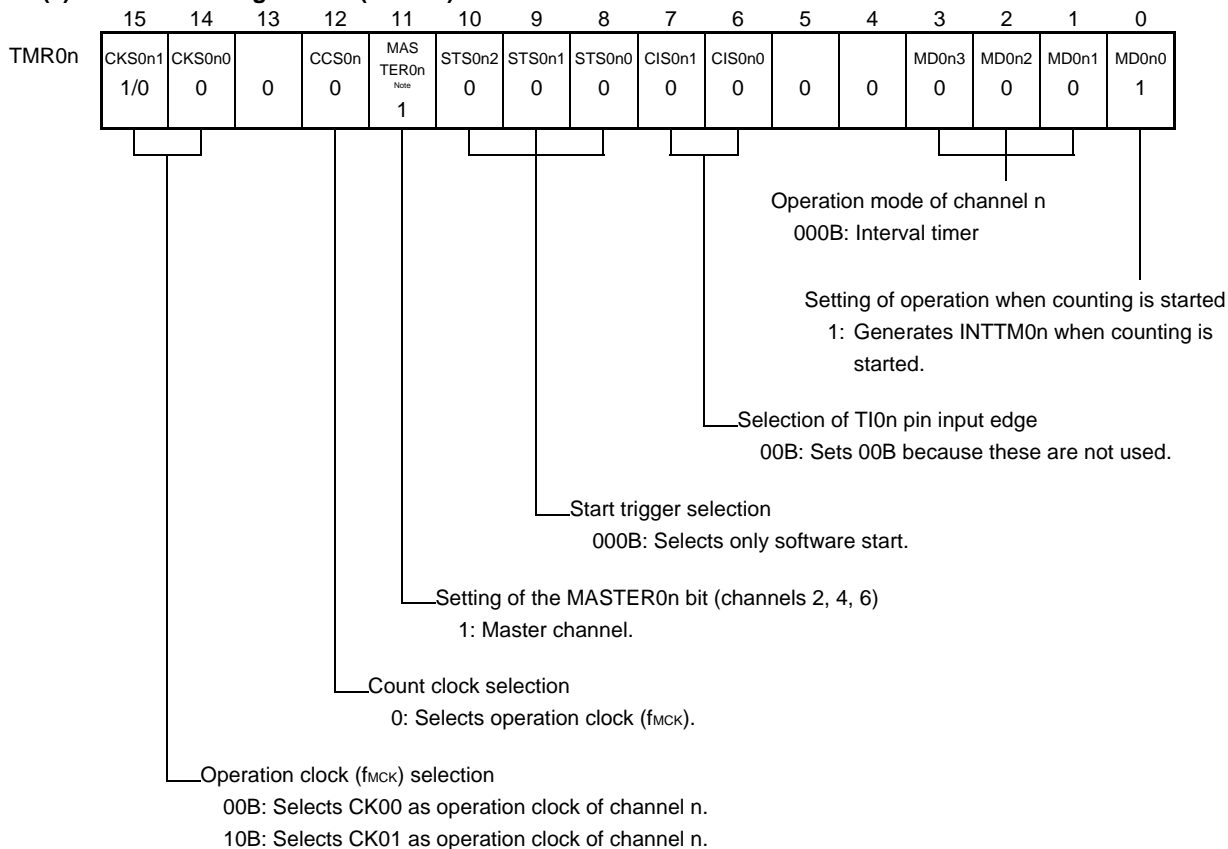 15 14 13 12 11 10 9 8 7 6 5 4 3 2 1 0
TMR0n CKS0n1 CKS0n0 CCS0n MAS TER0n Note STS0n2 STS0n1 STS0n0 CIS0n1 CIS0n0 MD0n3 MD0n2 MD0n1 MD0n0
1/0 0 0 0 1 0 0 0 0 0 0 0 0 0 0 1
Operation mode of channel n
000B: Interval timer
Setting of operation when counting is started
1: Generates INTTM0n when counting is
started.
Selection of TI0n pin input edge
00B: Sets 00B because these are not used.
Start trigger selection
000B: Selects only software start.
Setting of the MASTER0n bit (channels 2, 4, 6)
1: Master channel.
Count clock selection
0: Selects operation clock (fMCK).
Operation clock (fMCK) selection
00B: Selects CK00 as operation clock of channel n.
10B: Selects CK01 as operation clock of channel n.